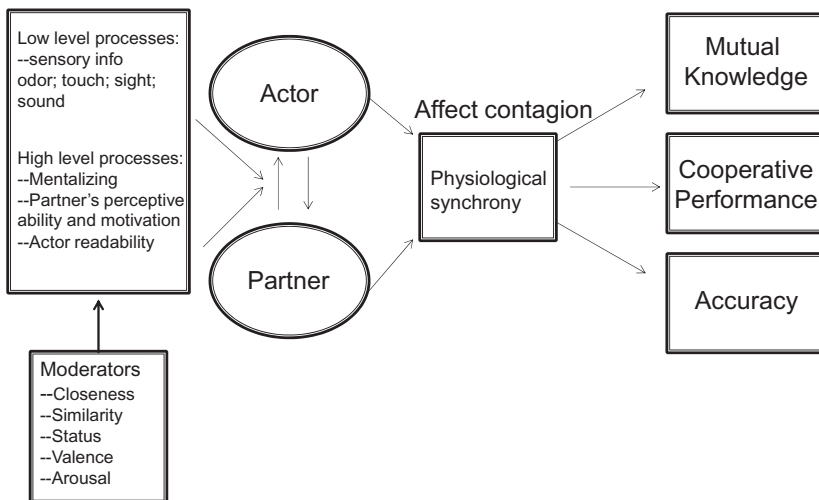 Low level processes:
--sensory info
odor; touch; sight;
sound
High level processes:
--Mentalizing
--Partner's perceptive
ability and motivation
--Actor readability
Moderators
--Closeness
--Similarity
--Status
--Valence
--Arousal
Actor
Partner
Affect contagion
Physiological
synchrony
Mutual
Knowledge
Cooperative
Performance
Accuracy